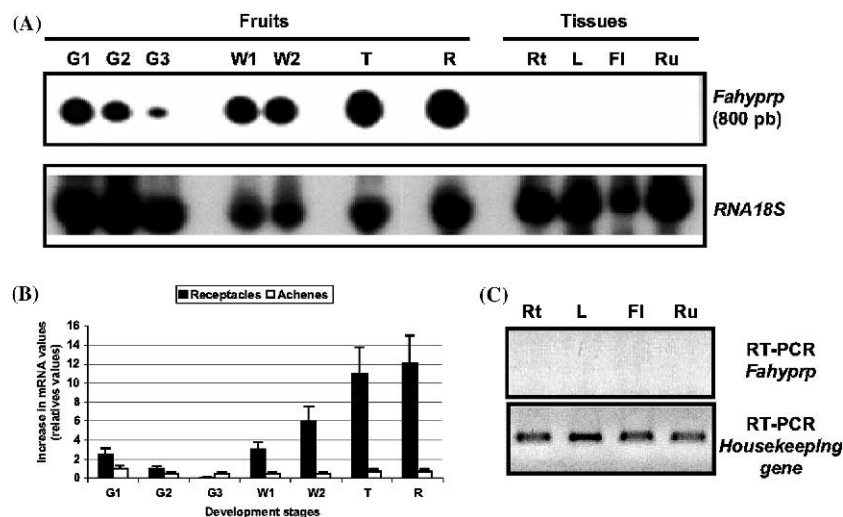 (A)
Fruits Tissues
G1 G2 G3 W1 W2 T R Rt L Fl Ru
Fahyprp
(800 pb)
RNA18S
(B)
Receptacles Achenes
Increase in mRNA values
(relatives values)
16
14
12
10
8
6
4
2
0
G1 G2 G3 W1 W2 T R
Development stages
(C)
Rt L Fl Ru
RT-PCR
Fahyprp
RT-PCR
Housekeeping
gene